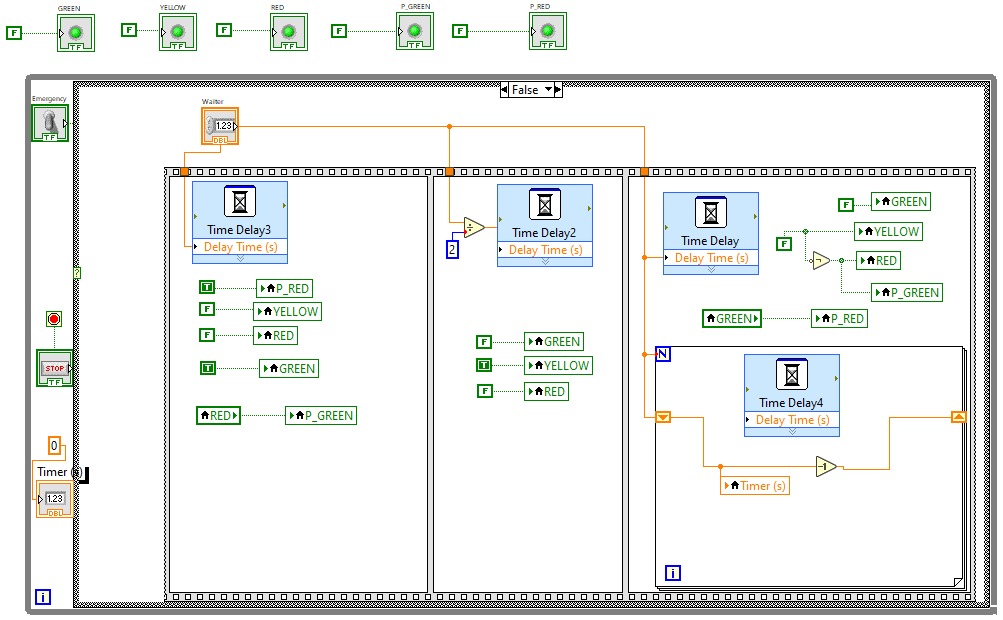 GREEN
YELLOW
RED
P_GREEN
P_RED
F
TF
F
TF
F
TF
F
TF
F
TF
False
Emergency
TF
Waiter
1.23
DBL
Time Delay3
Delay Time (s)
T
P_RED
F
YELLOW
F
RED
T
GREEN
RED
P_GREEN
2
÷
Time Delay2
Delay Time (s)
F
GREEN
T
YELLOW
F
RED
Time Delay
Delay Time (s)
F
GREEN
F
YELLOW
RED
P_GREEN
GREEN
P_RED
N
Time Delay4
Delay Time (s)
-1
Timer (s)
i
?
STOP
TF
0
Timer (s)
1.23
DBL
i